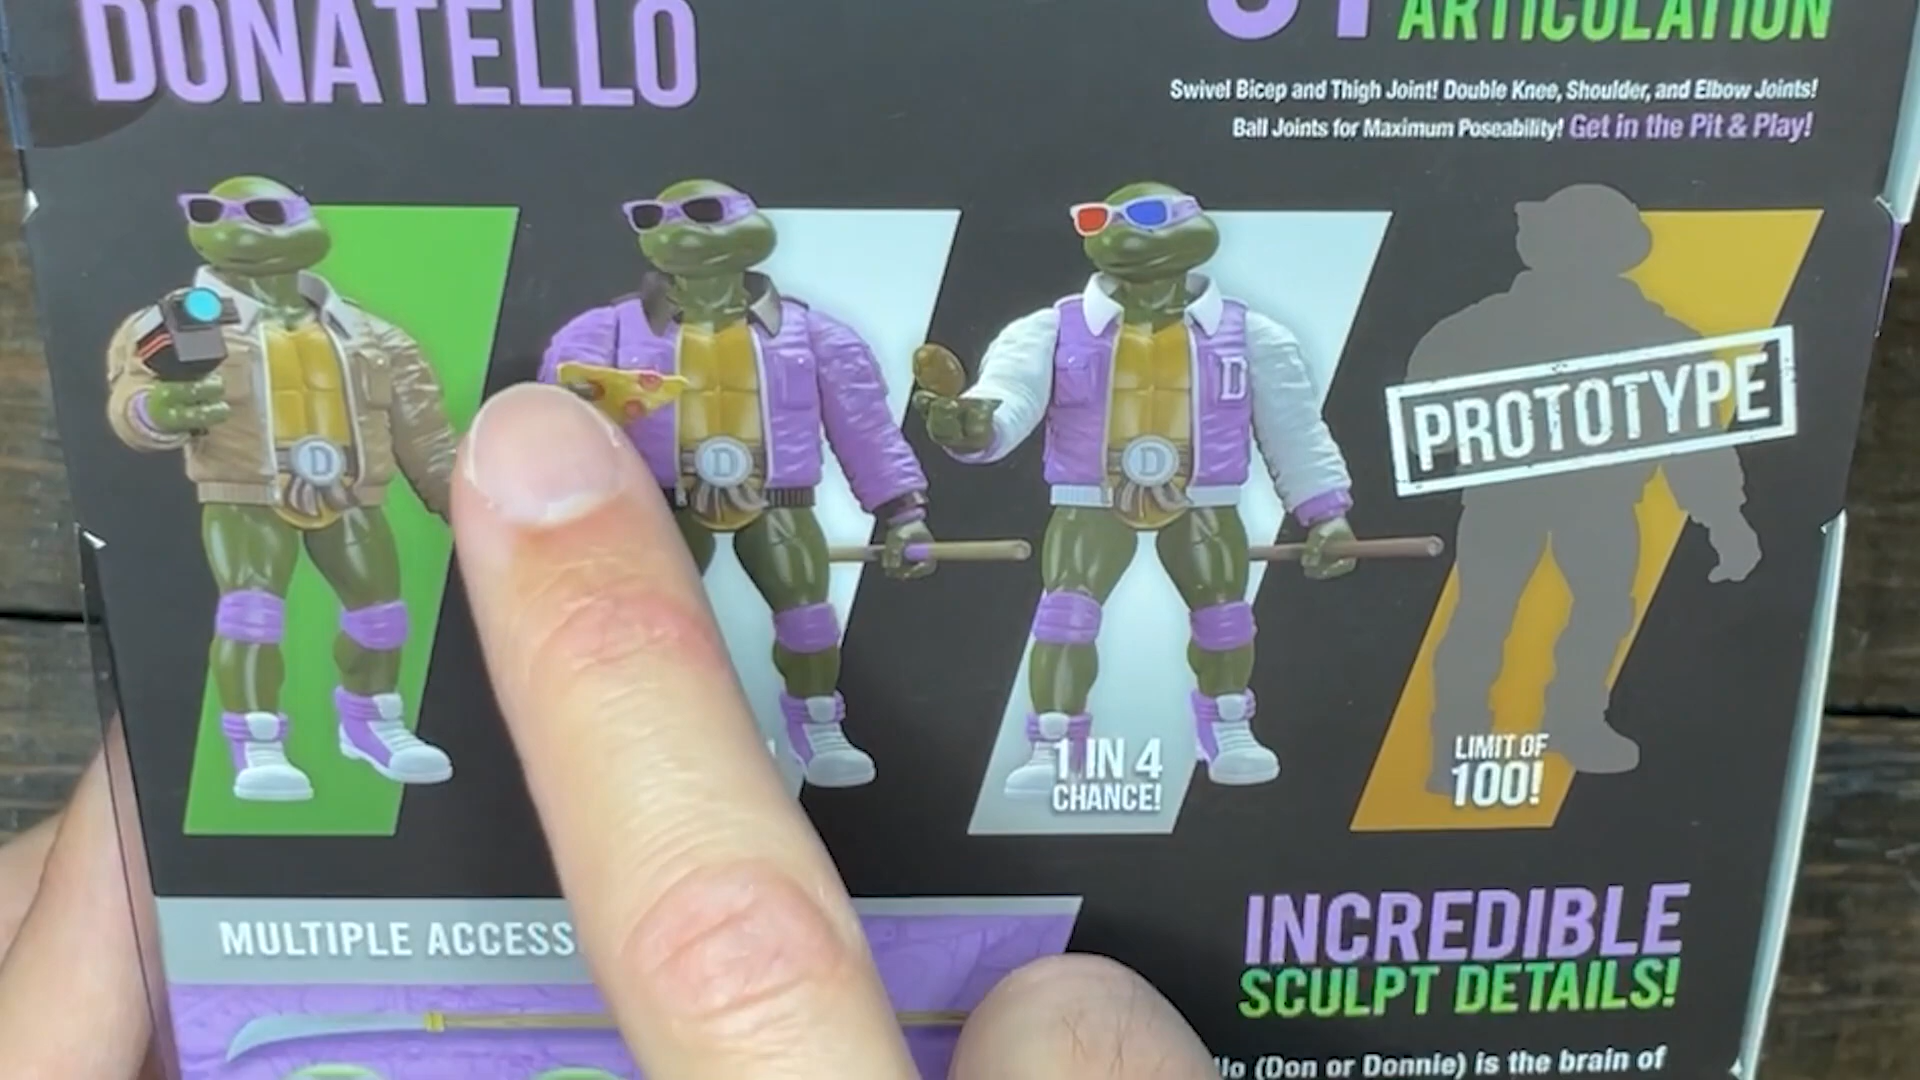 DONATELLO
ARTICULATION
Swivel Bicep and Thigh Joint! Double Knee, Shoulder, and Elbow Joints!
Ball Joints for Maximum Poseability! Get in the Pit & Play!
D
D
D
D
PROTOTYPE
1 IN 4
CHANCE!
LIMIT OF
100!
MULTIPLE ACCESS
INCREDIBLE
SCULPT DETAILS!
(Don or Donnie) is the brain of